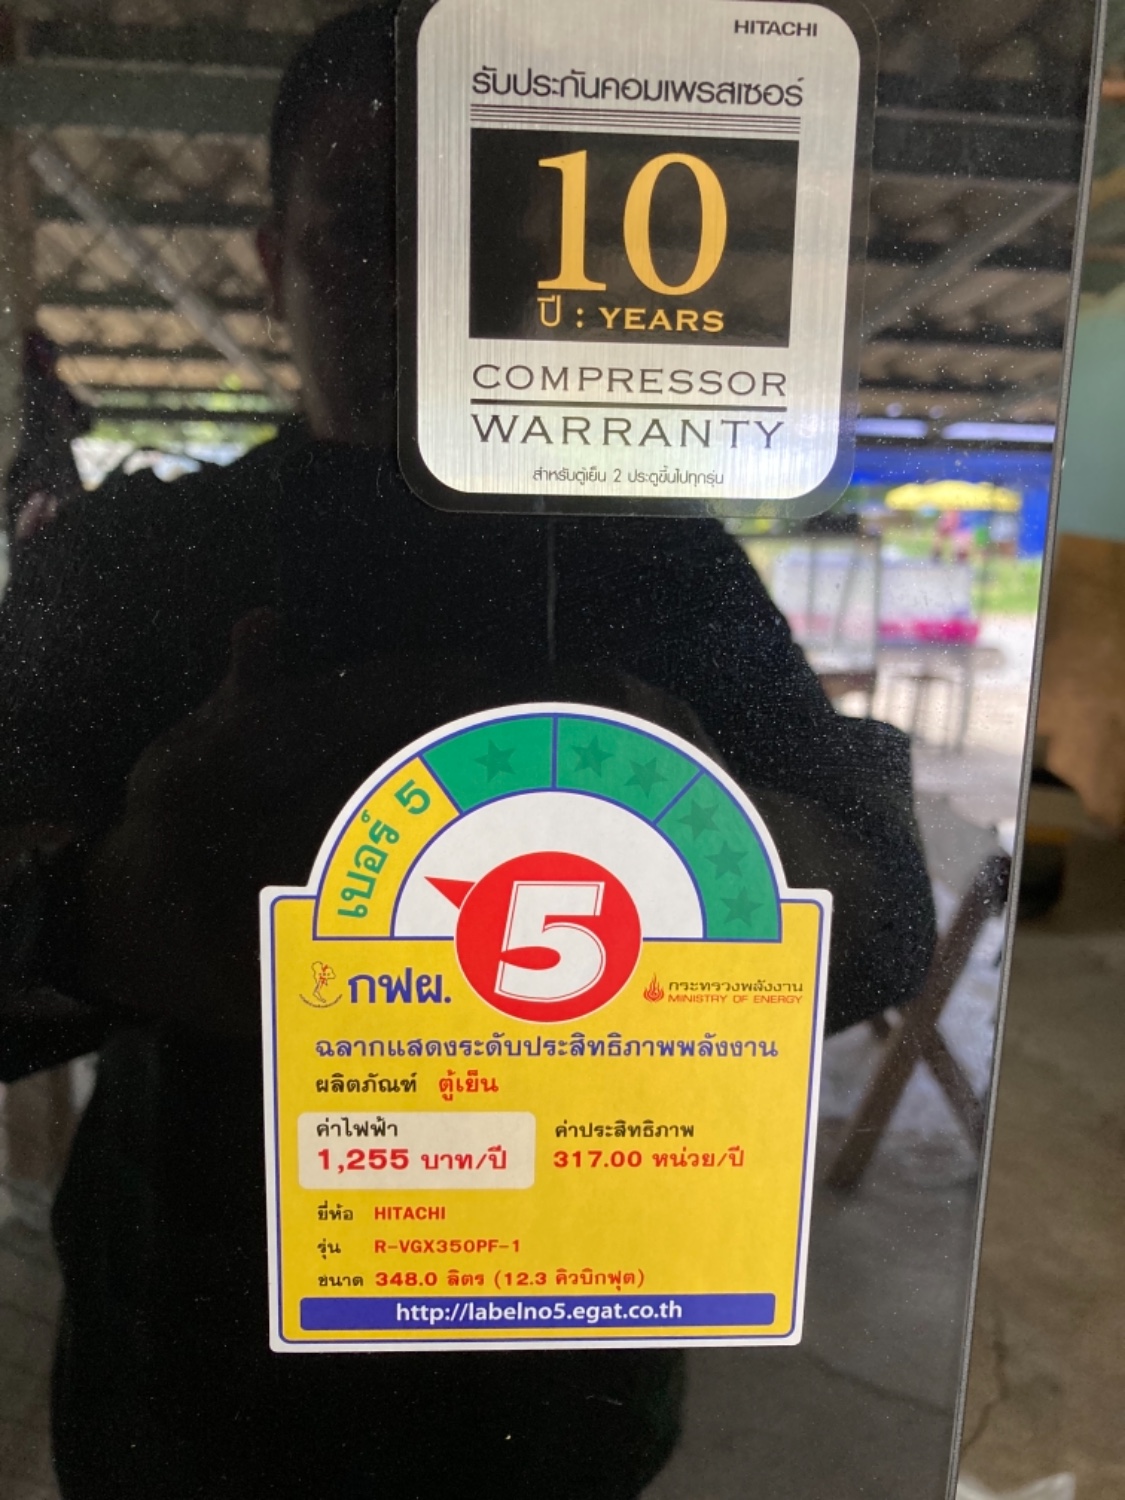 HITACHI
รับประกันคอมเพรสเซอร์
10
ปี : YEARS
COMPRESSOR
WARRANTY
สำหรับตู้เย็น 2 ประตูขึ้นไปทุกรุ่น
เบอร์ 5
5
กฟผ.
กระทรวงพลังงาน
MINISTRY OF ENERGY
ฉลากแสดงระดับประสิทธิภาพพลังงาน
ผลิตภัณฑ์ ตู้เย็น
ค่าไฟฟ้า
1,255 บาท/ปี
ค่าประสิทธิภาพ
317.00 หน่วย/ปี
ยี่ห้อ HITACHI
รุ่น R-VGX350PF-1
ขนาด 348.0 ลิตร (12.3 คิวบิกฟุต)
http://labelno5.egat.co.th